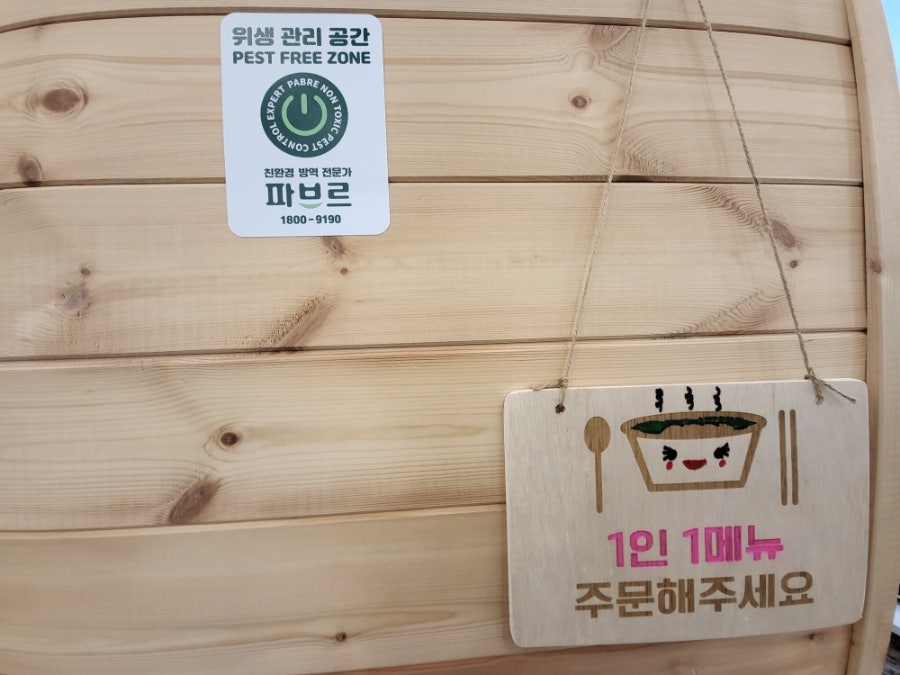 위생 관리 공간
PEST FREE ZONE
PABRE NON TOXIC PEST CONTROL EXPERT
친환경 방역 전문가
파브르
1800-9190
1인 1메뉴
주문해주세요